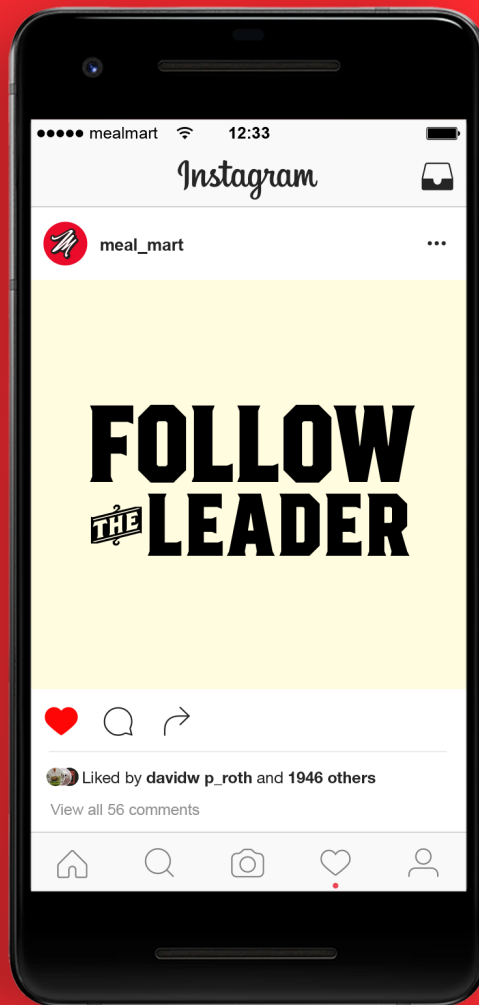 mealmart 12:33
Instagram
meal_mart
FOLLOW
THE LEADER
Liked by davidw p_roth and 1946 others
View all 56 comments